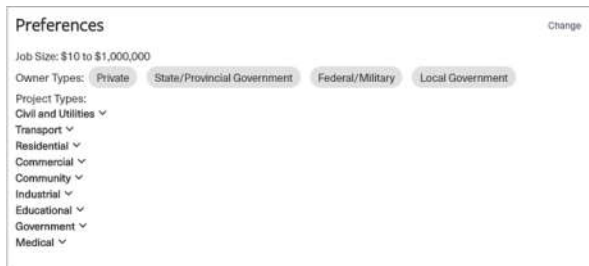 Preferences
Change
Job Size: $10 to $1,000,000
Owner Types: Private State/Provincial Government Federal/Military Local Government
Project Types:
Civil and Utilities
Transport
Residential
Commercial
Community
Industrial
Educational
Government
Medical